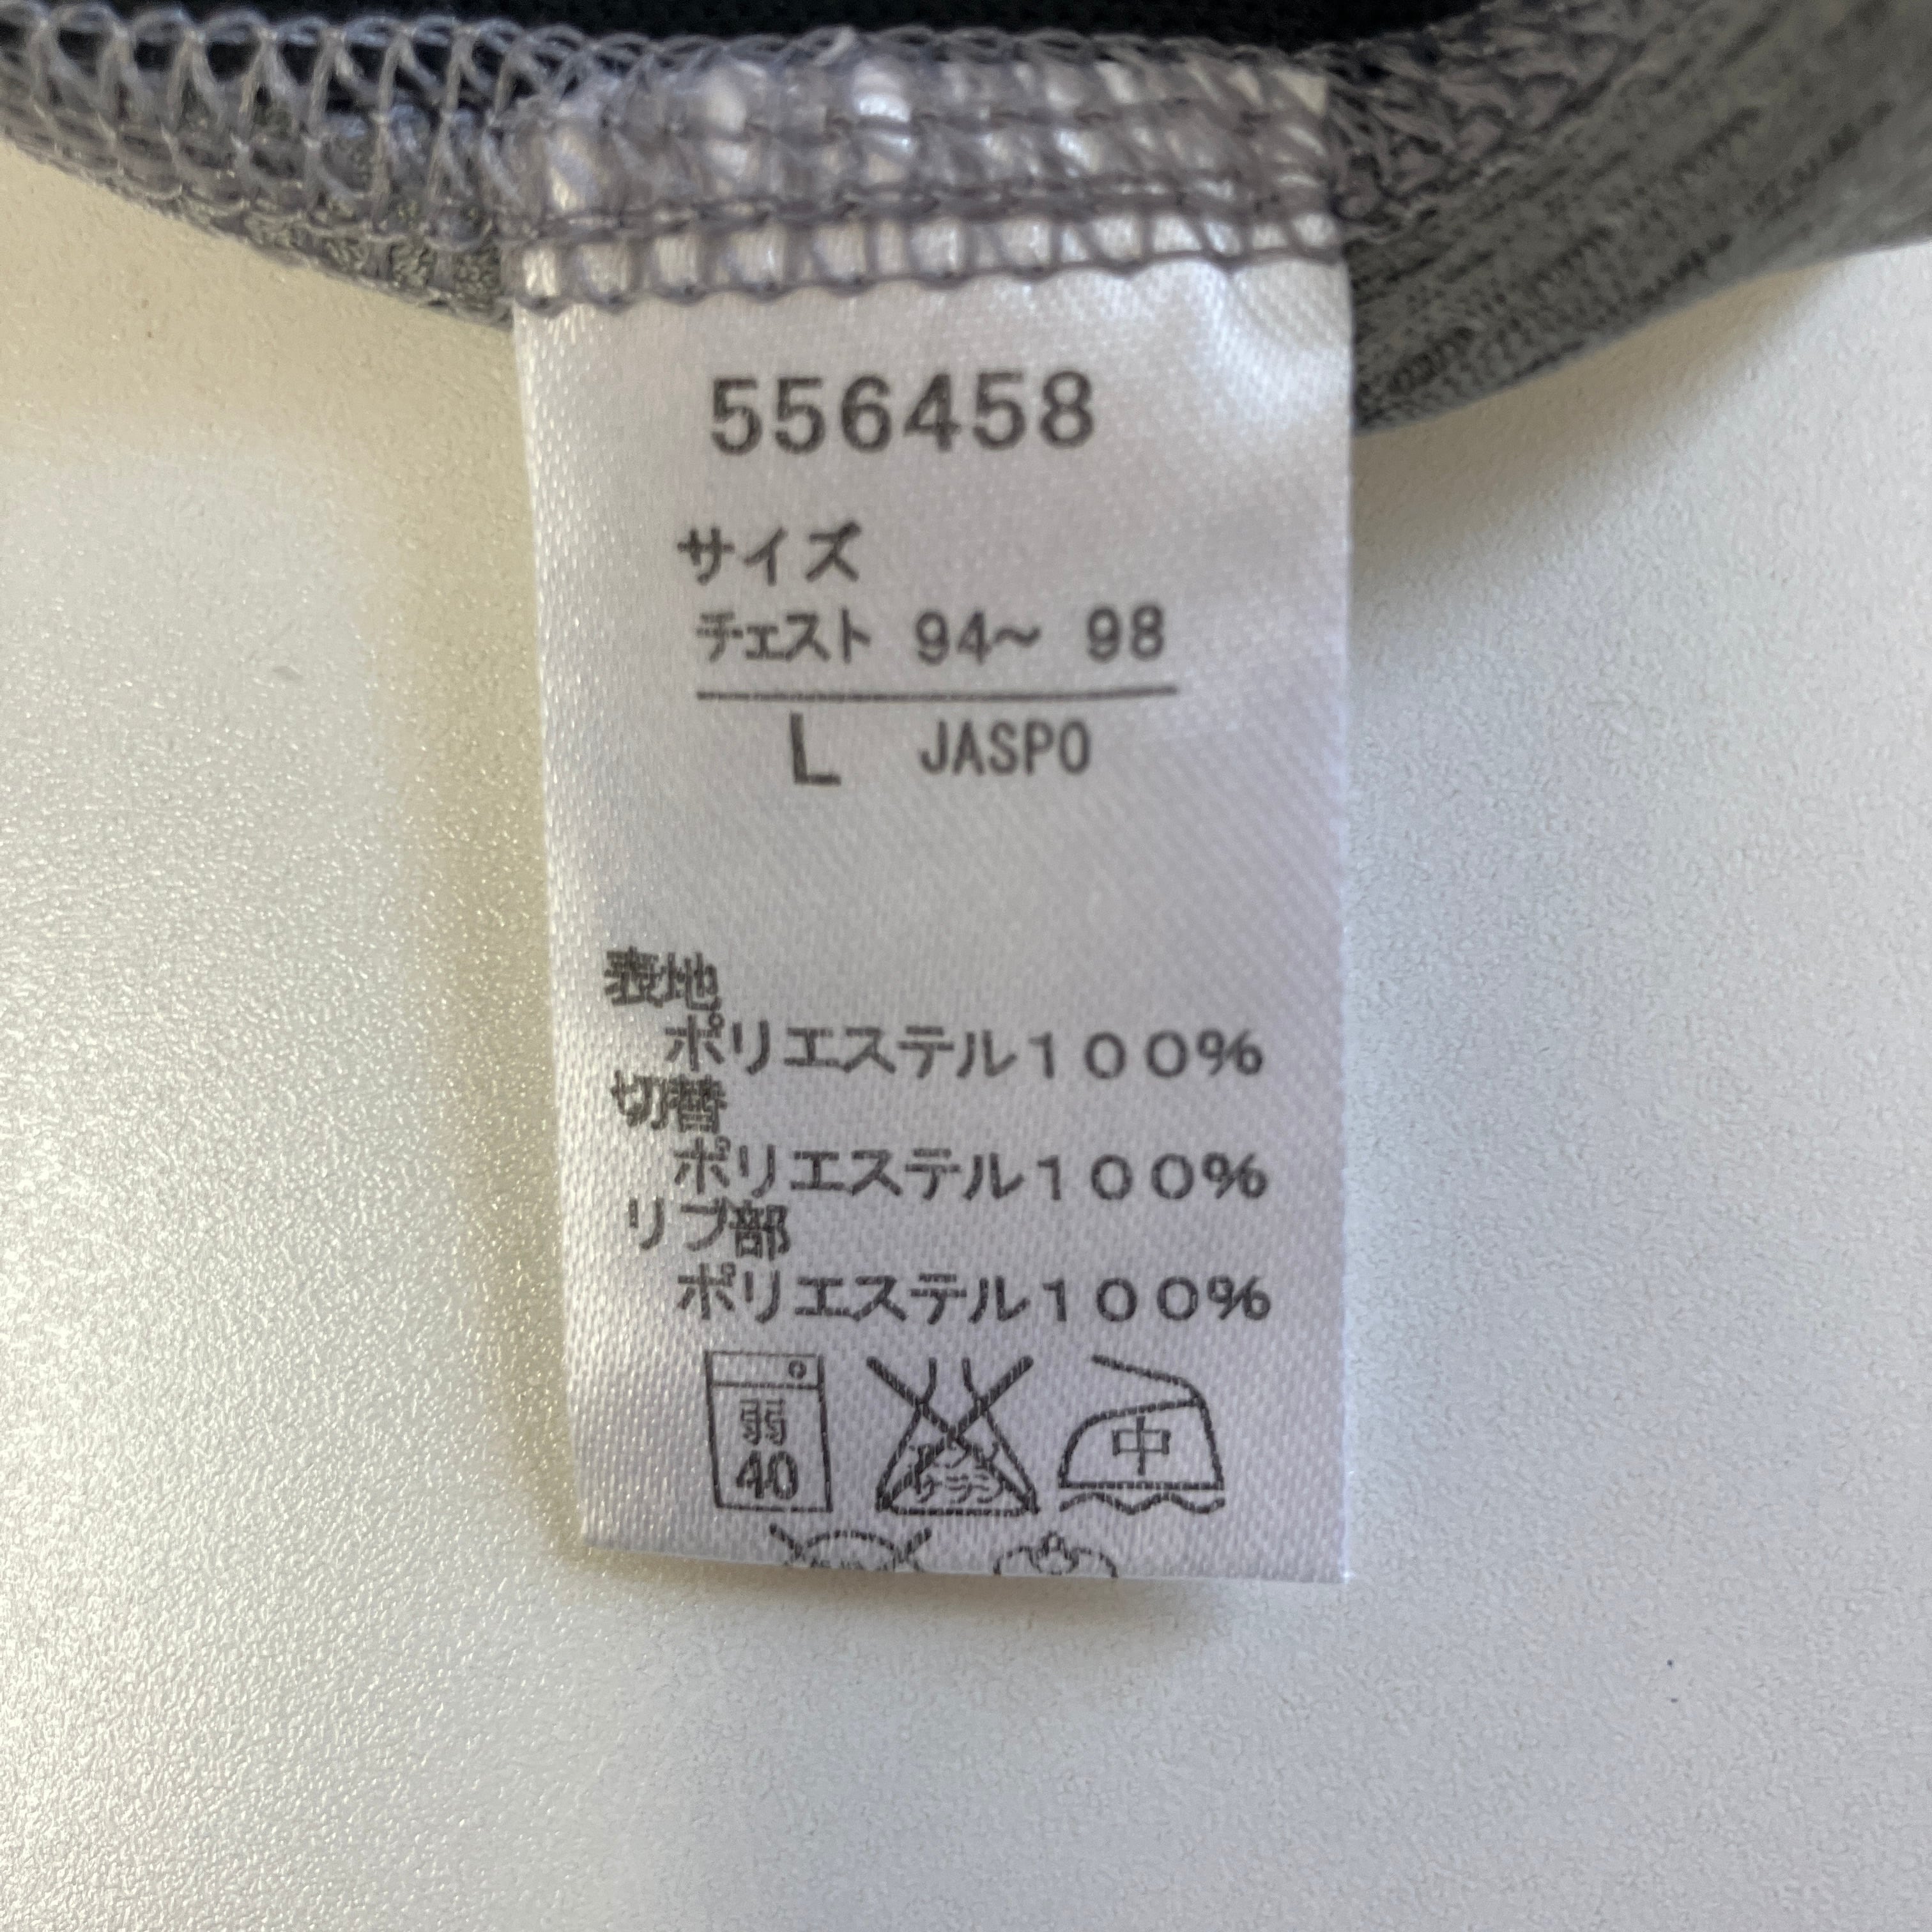 556458
サイズ
チェスト 94～ 98
L JASPO
表地
ポリエステル１００％
切替
ポリエステル１００％
リブ部
ポリエステル１００％
弱
40
中